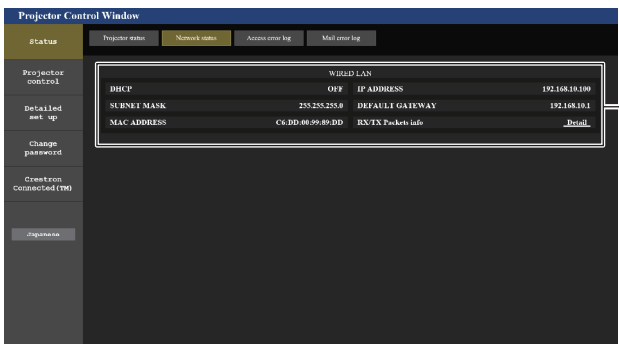 Projector Control Window
Status
Projector status
Network status
Access error log
Mail error log
Projector
control
Detailed
set up
Change
password
Crestron
Connected(TM)
Japanese
WIRED LAN
DHCP OFF IP ADDRESS 192.168.10.100
SUBNET MASK 255.255.255.0 DEFAULT GATEWAY 192.168.10.1
MAC ADDRESS C6:DD:00:99:89:DD RX/TX Packets info Detail